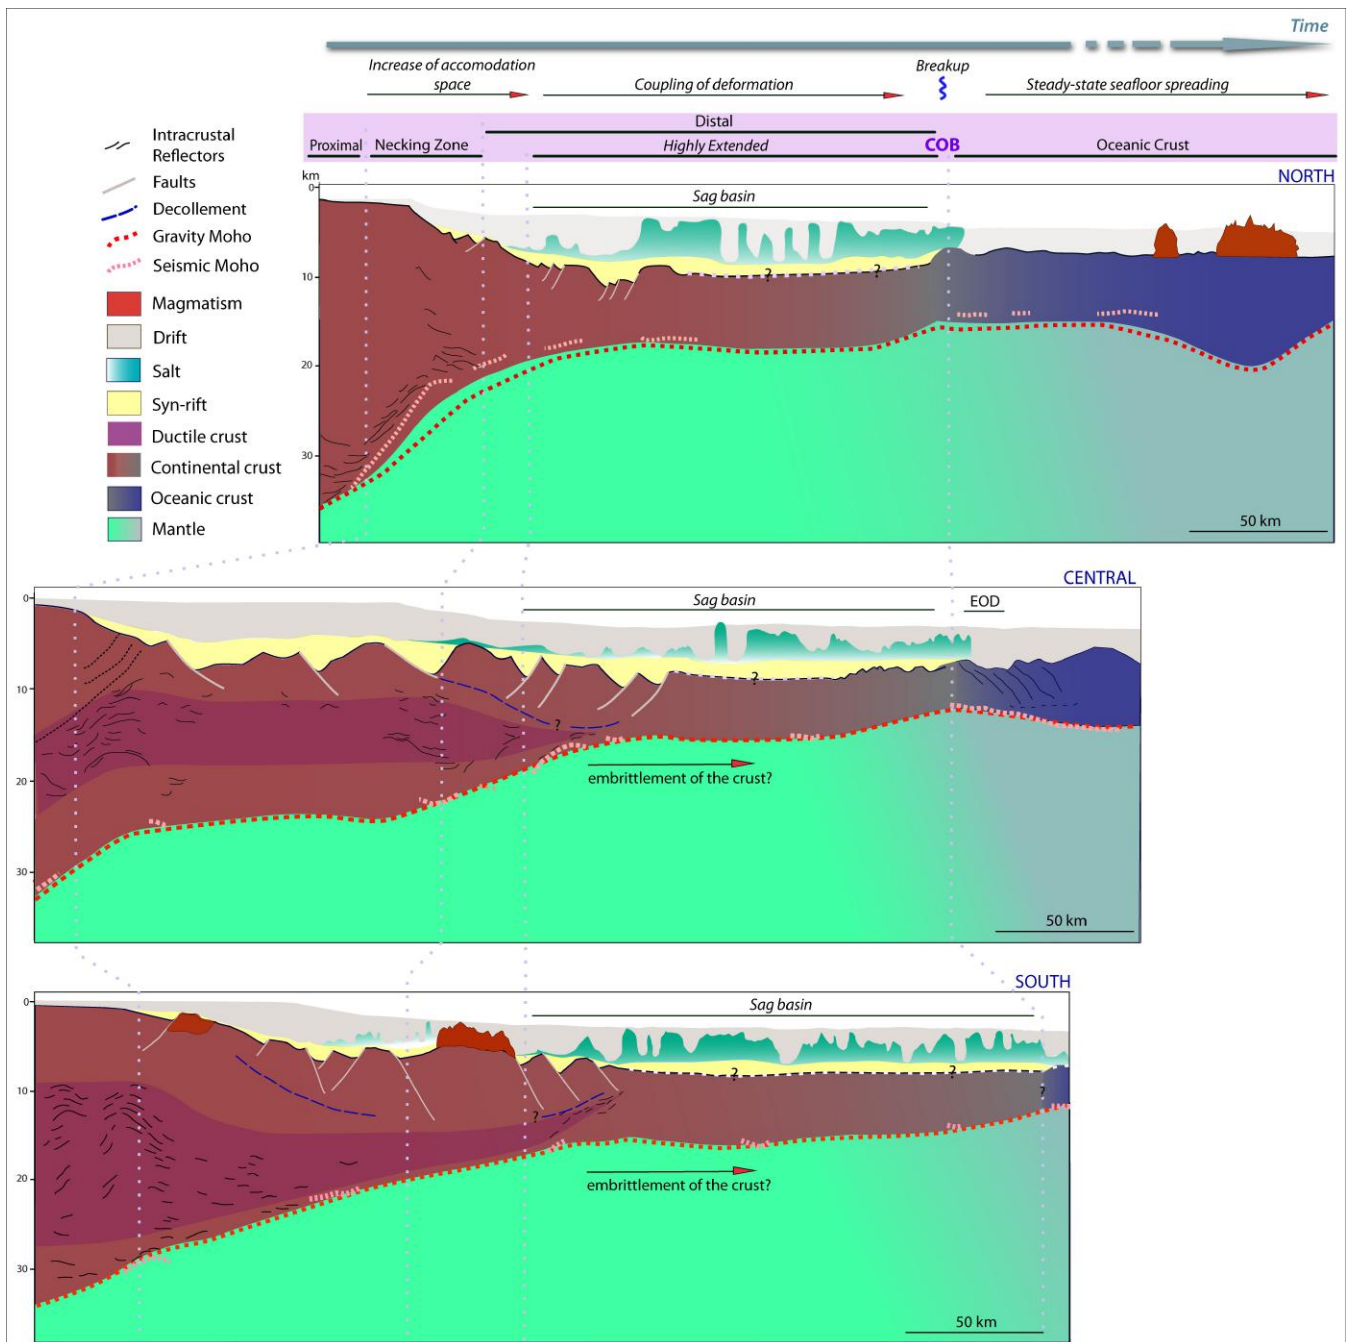 Time
Increase of accomodation
space
Coupling of deformation
Breakup
Steady-state seafloor spreading
Distal
Proximal
Necking Zone
Highly Extended
COB
Oceanic Crust
Intracrustal
Reflectors
Faults
Decollement
Gravity Moho
Seismic Moho
Magmatism
Drift
Salt
Syn-rift
Ductile crust
Continental crust
Oceanic crust
Mantle
km
NORTH
0
Sag basin
10
? ?
20
30
50 km
CENTRAL
0
Sag basin
EOD
10
?
?
20
embrittlement of the crust?
30
50 km
SOUTH
0
Sag basin
10
? ? ?
?
20
embrittlement of the crust?
30
50 km